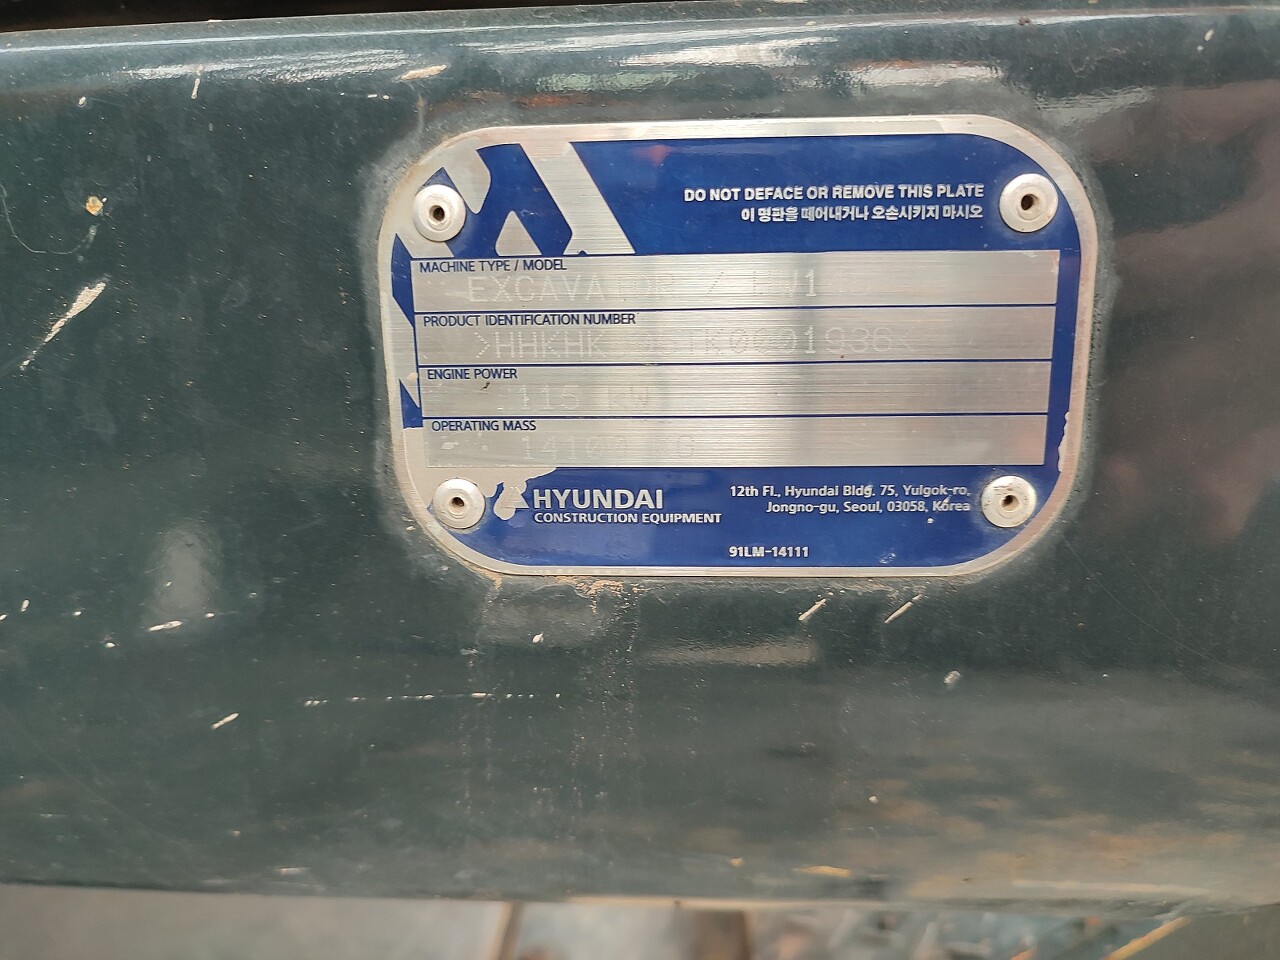 DO NOT DEFACE OR REMOVE THIS PLATE
이 명판을 떼어내거나 오손시키지 마시오
MACHINE TYPE / MODEL
EXCAVATOR /
PRODUCT IDENTIFICATION NUMBER
ENGINE POWER
115 KW
OPERATING MASS
HYUNDAI
CONSTRUCTION EQUIPMENT
12th Fl., Hyundai Bldg. 75, Yulgok-ro,
Jongno-gu, Seoul, 03058, Korea
91LM-14111